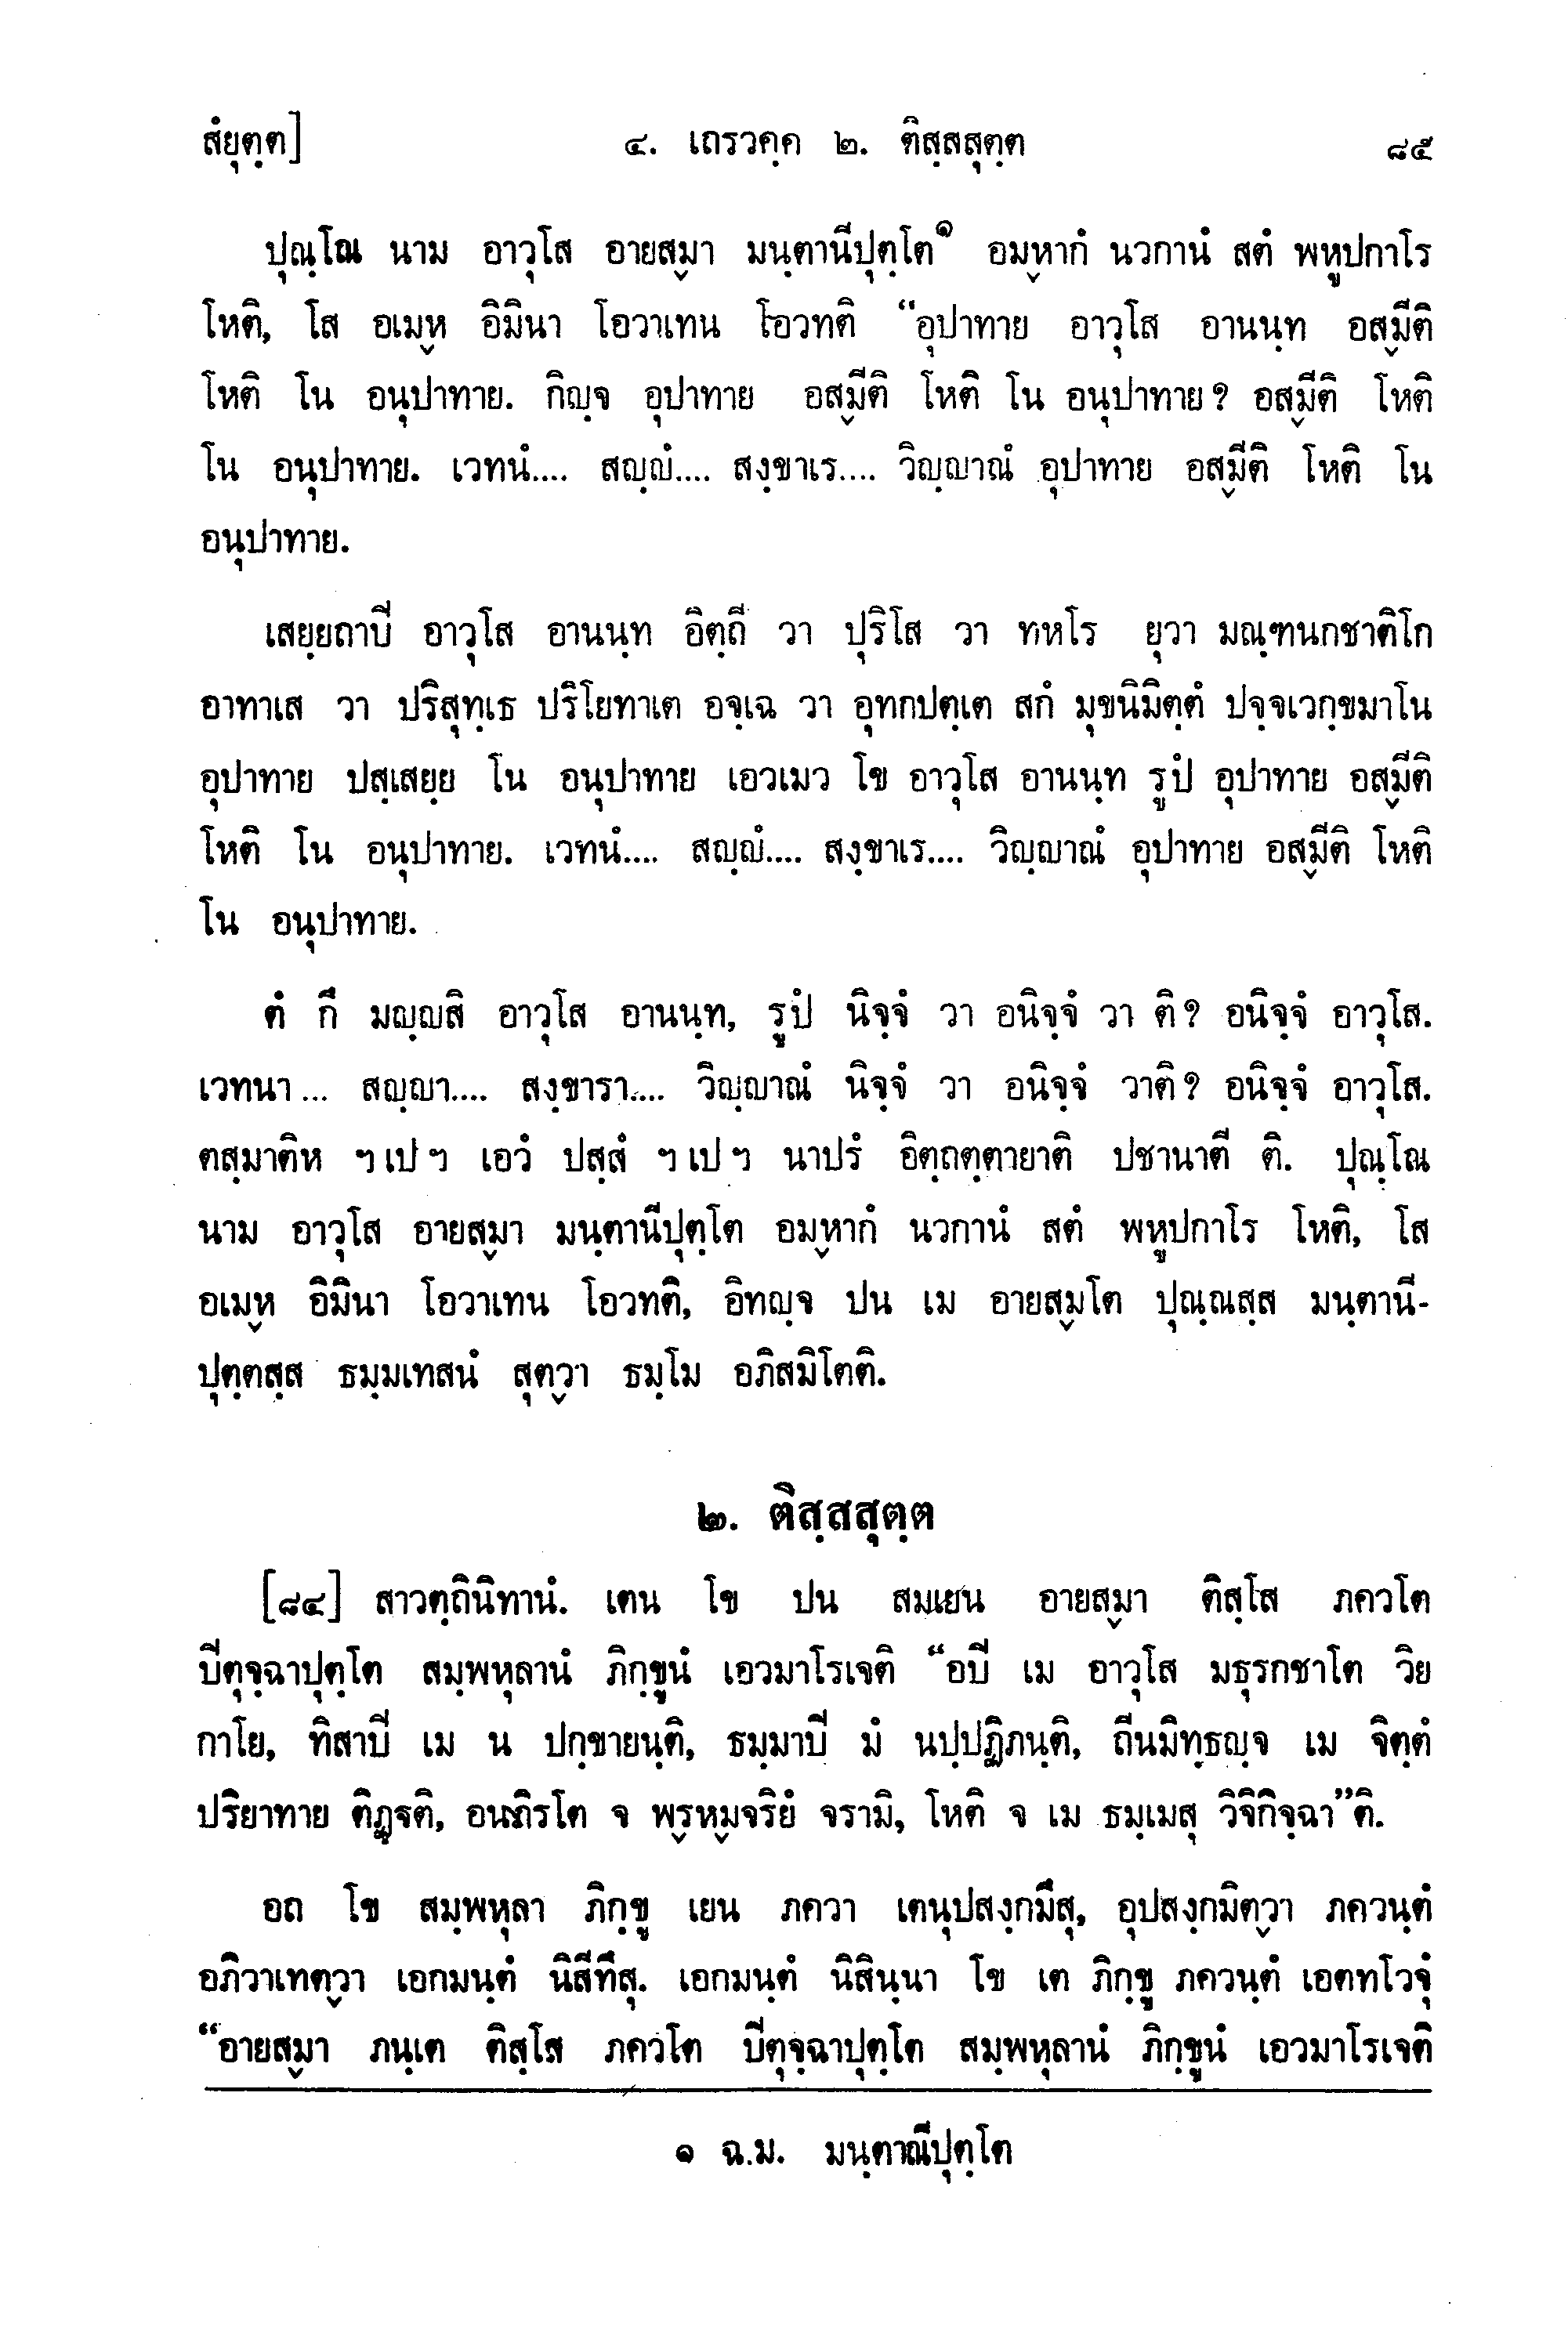 สํยุตฺต]	๔. เถรวคฺค ๒. ติสฺสสุตฺต	๘๕
ปุณฺโณ นาม อาวุโส อายสฺมา มนฺตานีปุตฺโต๑ อมฺหากํ นวกานํ สตํ พหูปกาโร
โหติ, โส อเมฺห อิมินา โอวาเทน โอวทติ “อุปาทาย อาวุโส อานนฺท อสฺมีติ
โหติ โน อนุปาทาย. กิญฺจ อุปาทาย อสฺมีติ โหติ โน อนุปาทาย? อสฺมีติ โหติ
โน อนุปาทาย. เวทนํ.... สญฺญํ.... สงฺขาเร.... วิญฺญาณํ อุปาทาย อสฺมีติ โหติ โน
อนุปาทาย.
เสยฺยถาปี อาวุโส อานนฺท อิตฺถี วา ปุริโส วา ทหโร ยุวา มณฺฑนกชาติโก
อาทาเส วา ปริสุทฺเธ ปริโยทาเต อจฺเฉ วา อุทกปตฺเต สกํ มุขนิมิตฺตํ ปจฺจเวกฺขมาโน
อุปาทาย ปสฺเสยฺย โน อนุปาทาย เอวเมว โข อาวุโส อานนฺท รูปํ อุปาทาย อสฺมีติ
โหติ โน อนุปาทาย. เวทนํ.... สญฺญํ.... สงฺขาเร.... วิญฺญาณํ อุปาทาย อสฺมีติ โหติ
โน อนุปาทาย.
ตํ กึ มญฺญสิ อาวุโส อานนฺท, รูปํ นิจฺจํ วา อนิจฺจํ วา ติ? อนิจฺจํ อาวุโส.
เวทนา... สญฺญา.... สงฺขารา.... วิญฺญาณํ นิจฺจํ วา อนิจฺจํ วาติ? อนิจฺจํ อาวุโส.
ตสฺมาติห ฯ เป ฯ เอวํ ปสฺสํ ฯ เป ฯ นาปรํ อิตฺถตฺตายาติ ปชานาตี ติ. ปุณฺโณ
นาม อาวุโส อายสฺมา มนฺตานีปุตฺโต อมฺหากํ นวกานํ สตํ พหูปกาโร โหติ, โส
อเมฺห อิมินา โอวาเทน โอวทติ, อิทญฺจ ปน เม อายสฺมโต ปุณฺณสฺส มนฺตานี-
ปุตฺตสฺส ธมฺมเทสนํ สุตฺวา ธมฺโม อภิสมิโตติ.
๒. ติสฺสสุตฺต
[๘๔] สาวตฺถินิทานํ. เตน โข ปน สมเยน อายสฺมา ติสฺโส ภควโต
ปีตุจฺฉาปุตฺโต สมฺพหุลานํ ภิกฺขูนํ เอวมาโรเจติ “อปี เม อาวุโส มธุรกชาโต วิย
กาโย, ทิสาปี เม น ปกฺขายนฺติ, ธมฺมาปี มํ นปฺปฏิภนฺติ, ถีนมิทฺธญฺจ เม จิตฺตํ
ปริยาทาย ติฏฺฐติ, อนภิรโต จ พฺรหฺมจริยํ จรามิ, โหติ จ เม ธมฺเมสุ วิจิกิจฺฉา”ติ.
อถ โข สมฺพหุลา ภิกฺขู เยน ภควา เตนุปสงฺกมึสุ, อุปสงฺกมิตฺวา ภควนฺตํ
อภิวาเทตฺวา เอกมนฺตํ นิสีทึสุ. เอกมนฺตํ นิสินฺนา โข เต ภิกฺขู ภควนฺตํ เอตทโวจุํ
“อายสฺมา ภนฺเต ติสฺโส ภควโต ปีตุจฺฉาปุตฺโต สมฺพหุลานํ ภิกฺขูนํ เอวมาโรเจติ
๑ ฉ.ม. มนฺตาณีปุตฺโต